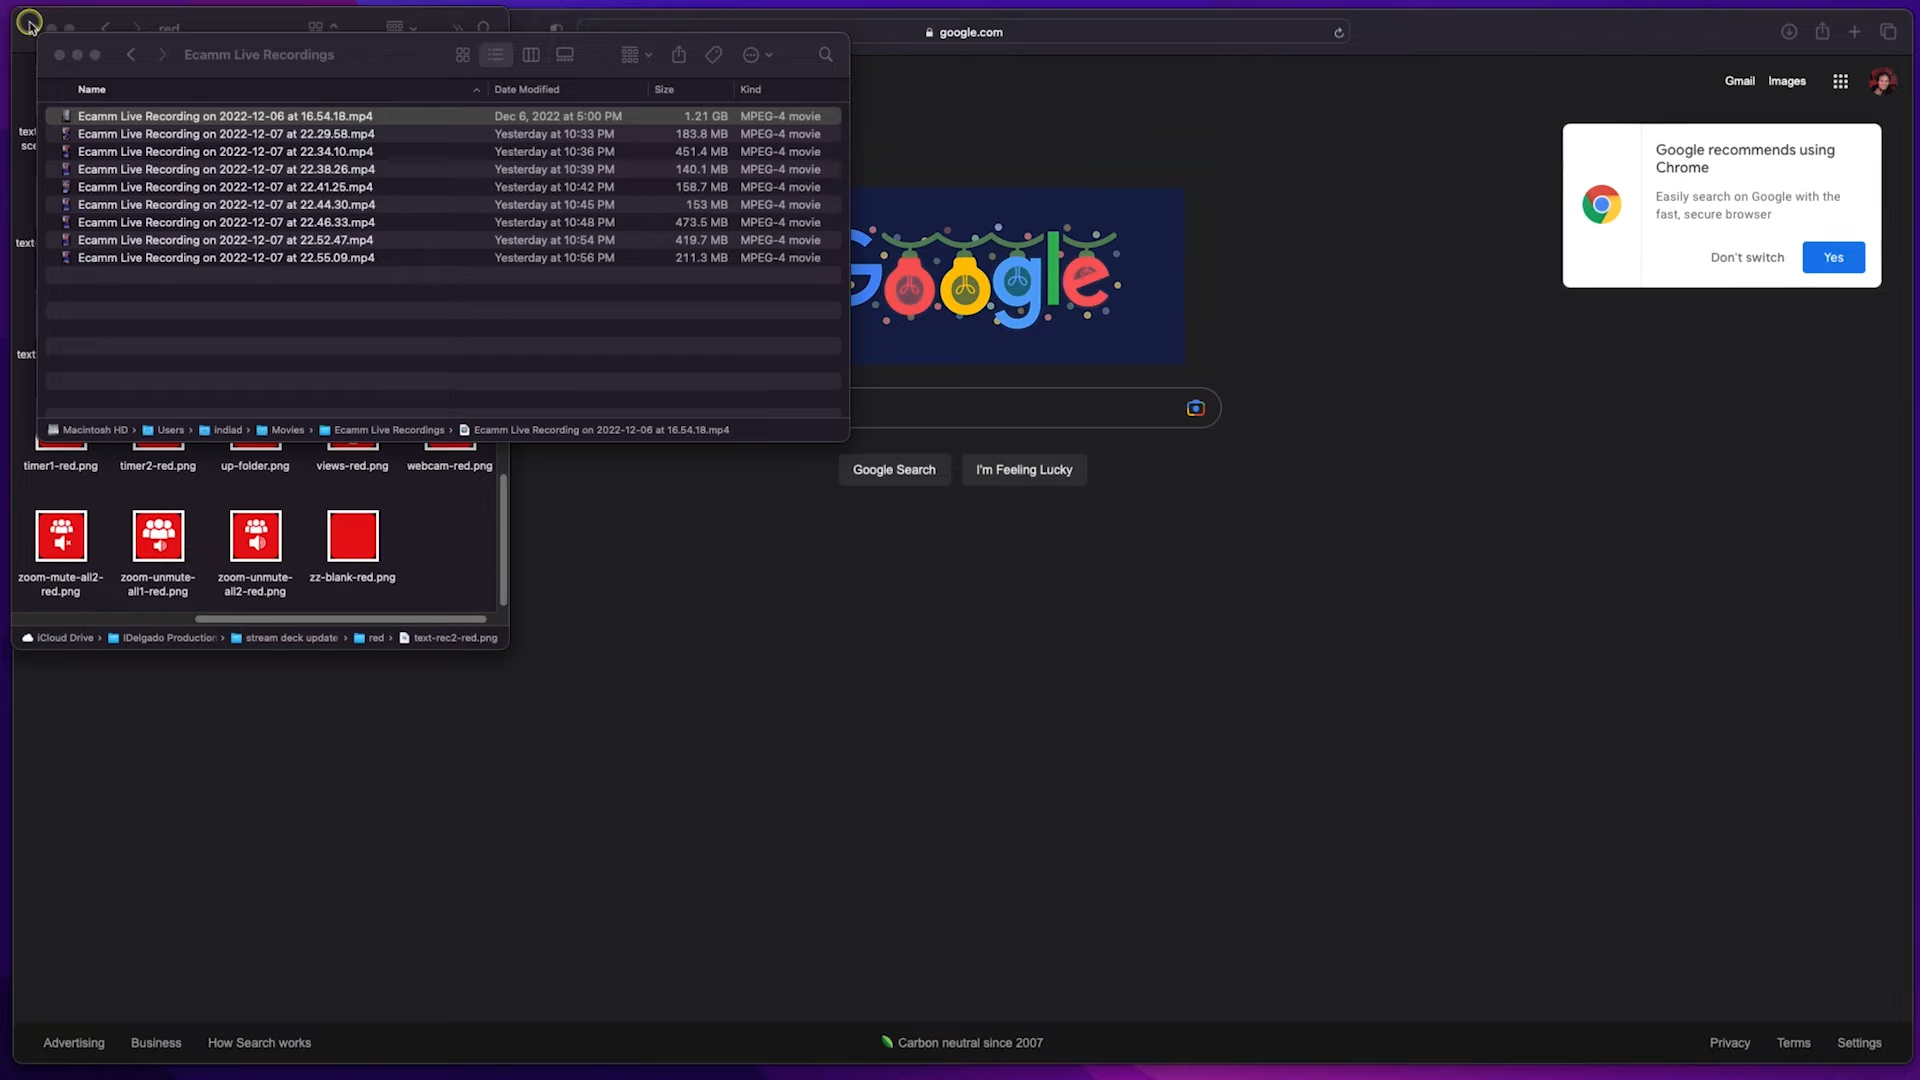 red
google.com
Ecamm Live Recordings
Gmail Images
Name Date Modified Size Kind
Ecamm Live Recording on 2022-12-06 at 16.54.18.mp4 Dec 6, 2022 at 5:00 PM 1.21 GB MPEG-4 movie
Ecamm Live Recording on 2022-12-07 at 22.29.58.mp4 Yesterday at 10:33 PM 183.8 MB MPEG-4 movie
Ecamm Live Recording on 2022-12-07 at 22.34.10.mp4 Yesterday at 10:36 PM 451.4 MB MPEG-4 movie
Ecamm Live Recording on 2022-12-07 at 22.38.26.mp4 Yesterday at 10:39 PM 140.1 MB MPEG-4 movie
Ecamm Live Recording on 2022-12-07 at 22.41.25.mp4 Yesterday at 10:42 PM 158.7 MB MPEG-4 movie
Ecamm Live Recording on 2022-12-07 at 22.44.30.mp4 Yesterday at 10:45 PM 153 MB MPEG-4 movie
Ecamm Live Recording on 2022-12-07 at 22.46.33.mp4 Yesterday at 10:48 PM 473.5 MB MPEG-4 movie
Ecamm Live Recording on 2022-12-07 at 22.52.47.mp4 Yesterday at 10:54 PM 419.7 MB MPEG-4 movie
Ecamm Live Recording on 2022-12-07 at 22.55.09.mp4 Yesterday at 10:56 PM 211.3 MB MPEG-4 movie
Macintosh HD › Users › indiad › Movies › Ecamm Live Recordings › Ecamm Live Recording on 2022-12-06 at 16.54.18.mp4
text
sce
text-
text
Google recommends using
Chrome
Easily search on Google with the
fast, secure browser
Don't switch Yes
Google
Google Search I'm Feeling Lucky
timer1-red.png timer2-red.png up-folder.png views-red.png webcam-red.png
zoom-mute-all2-
red.png
zoom-unmute-
all1-red.png
zoom-unmute-
all2-red.png
zz-blank-red.png
iCloud Drive › IDelgado Production › stream deck update › red › text-rec2-red.png
Advertising Business How Search works
Carbon neutral since 2007
Privacy Terms Settings